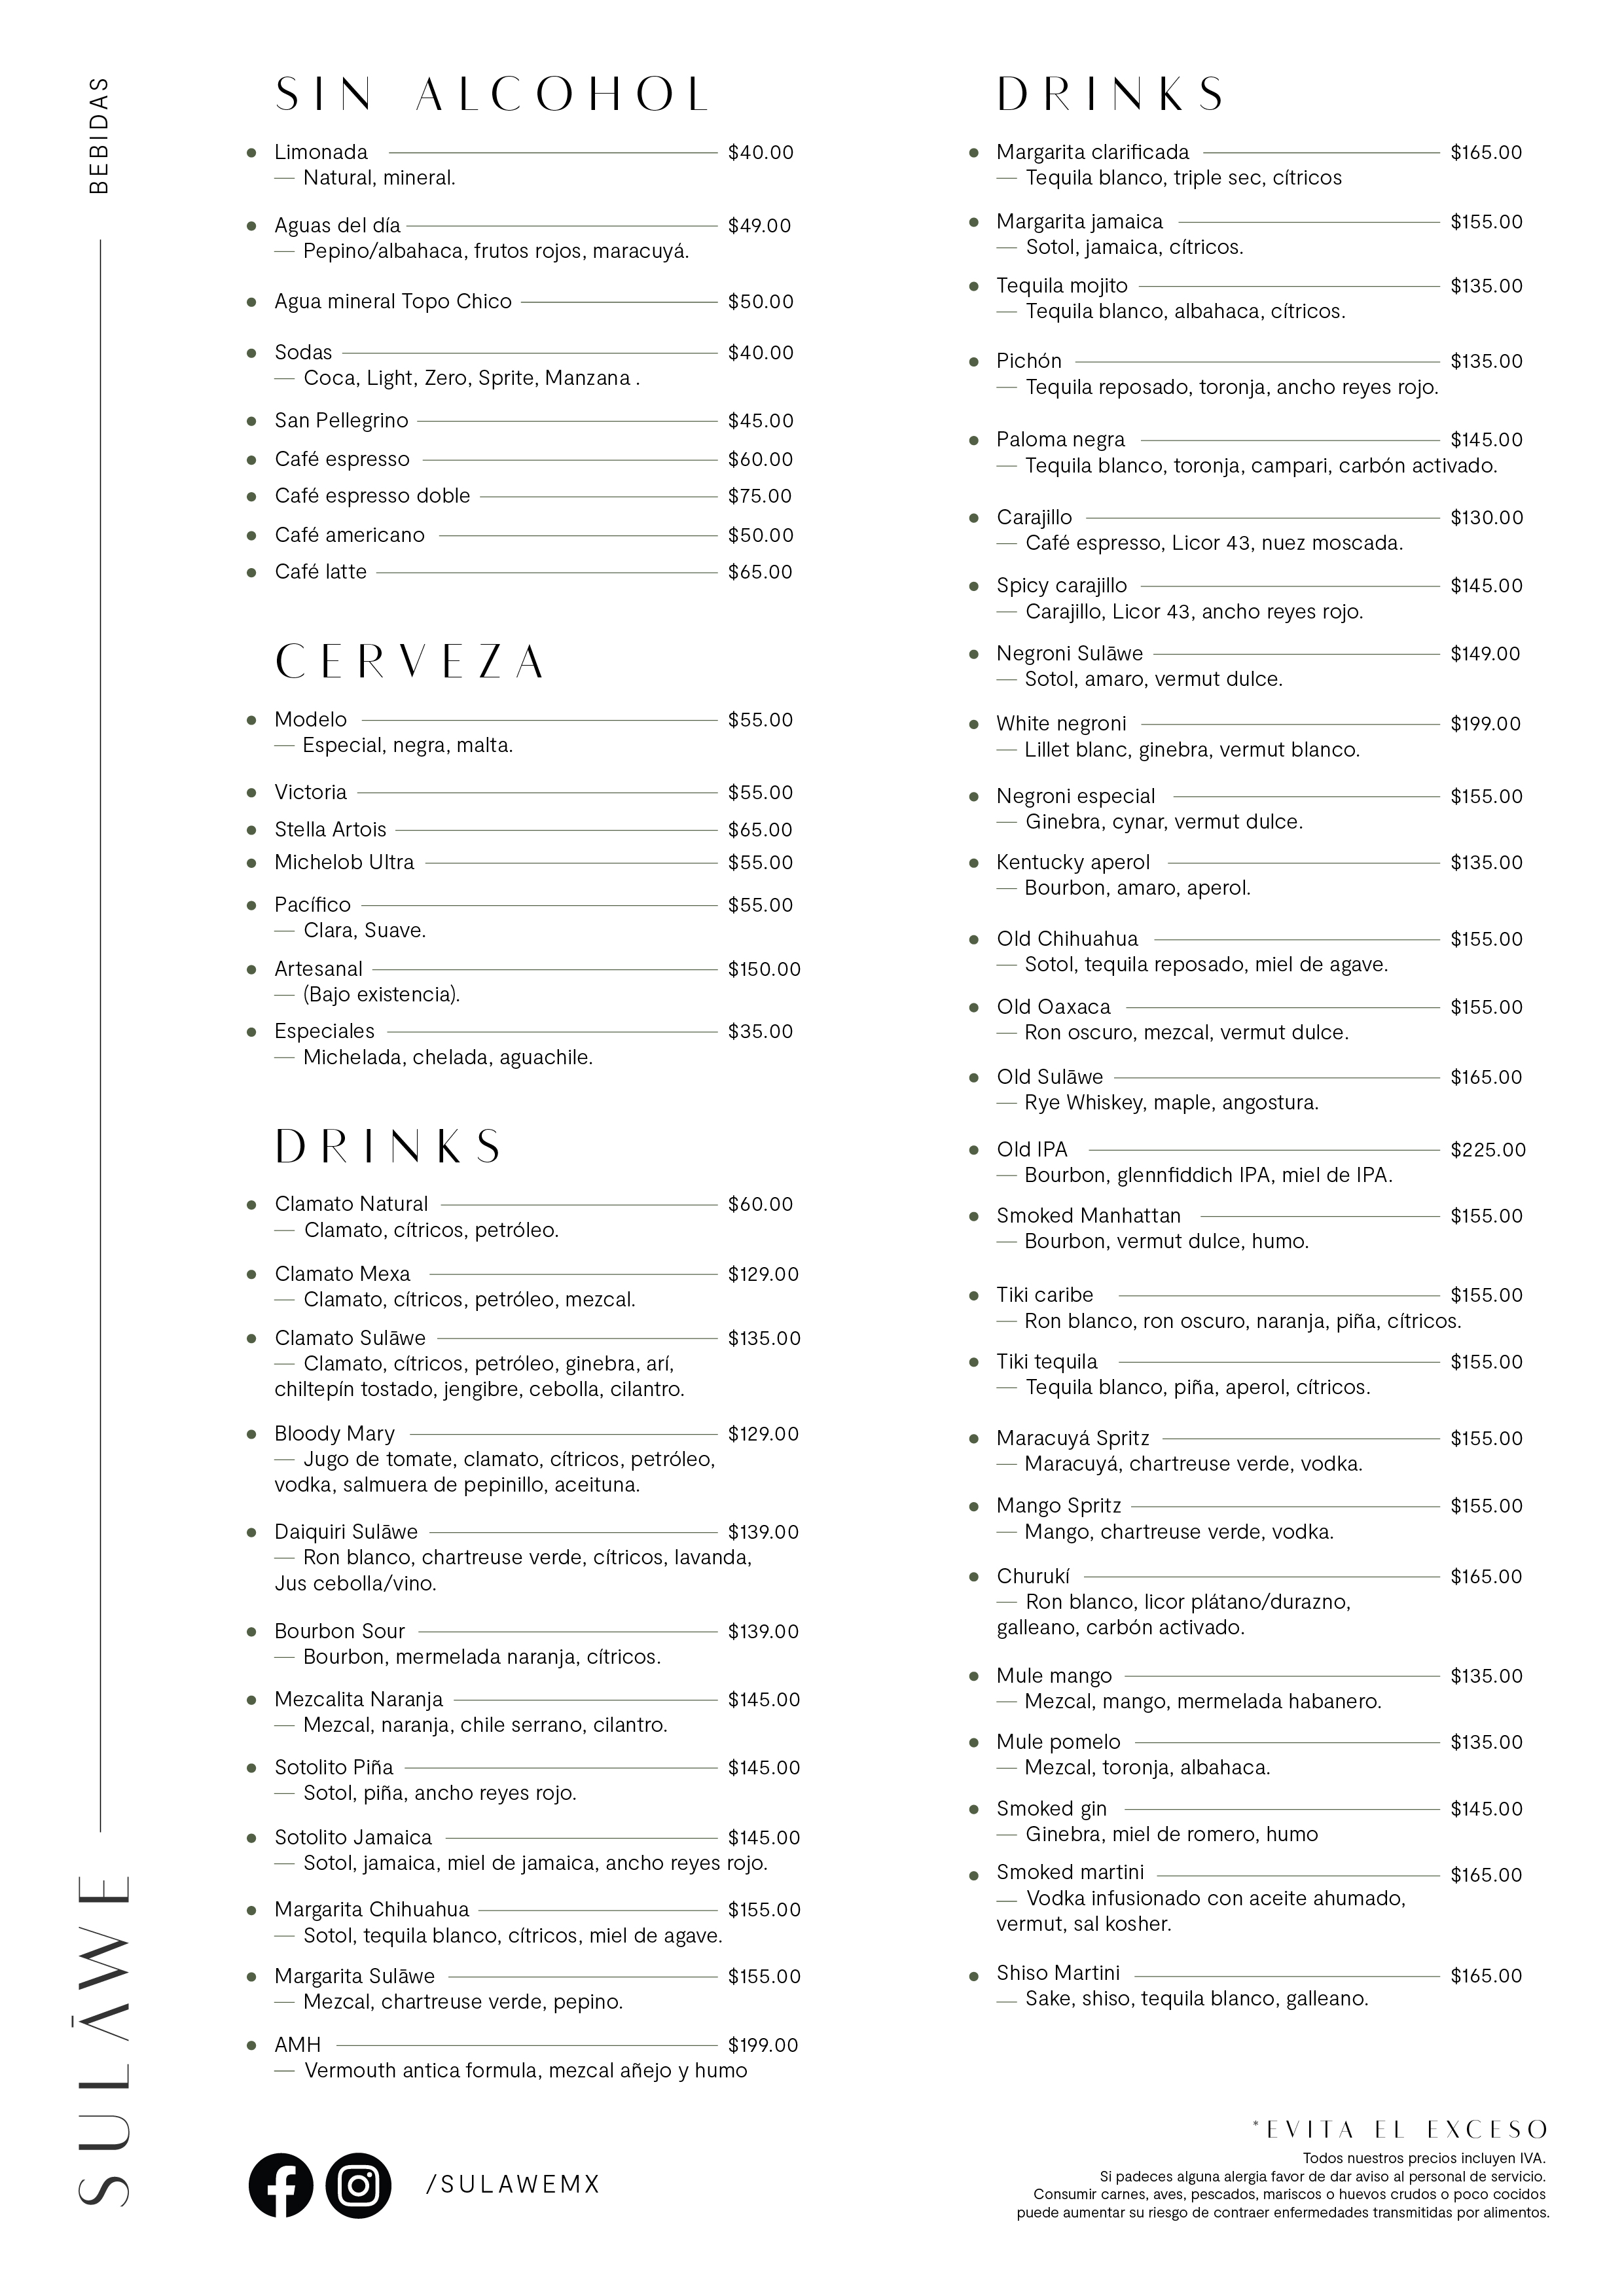 BEBIDAS
SULĀWE
SIN ALCOHOL
Limonada $40.00
— Natural, mineral.
Aguas del día $49.00
— Pepino/albahaca, frutos rojos, maracuyá.
Agua mineral Topo Chico $50.00
Sodas $40.00
— Coca, Light, Zero, Sprite, Manzana .
San Pellegrino $45.00
Café espresso $60.00
Café espresso doble $75.00
Café americano $50.00
Café latte $65.00
CERVEZA
Modelo $55.00
— Especial, negra, malta.
Victoria $55.00
Stella Artois $65.00
Michelob Ultra $55.00
Pacífico $55.00
— Clara, Suave.
Artesanal $150.00
— (Bajo existencia).
Especiales $35.00
— Michelada, chelada, aguachile.
DRINKS
Clamato Natural $60.00
— Clamato, cítricos, petróleo.
Clamato Mexa $129.00
— Clamato, cítricos, petróleo, mezcal.
Clamato Sulāwe $135.00
— Clamato, cítricos, petróleo, ginebra, arí,
chiltepín tostado, jengibre, cebolla, cilantro.
Bloody Mary $129.00
— Jugo de tomate, clamato, cítricos, petróleo,
vodka, salmuera de pepinillo, aceituna.
Daiquiri Sulāwe $139.00
— Ron blanco, chartreuse verde, cítricos, lavanda,
Jus cebolla/vino.
Bourbon Sour $139.00
— Bourbon, mermelada naranja, cítricos.
Mezcalita Naranja $145.00
— Mezcal, naranja, chile serrano, cilantro.
Sotolito Piña $145.00
— Sotol, piña, ancho reyes rojo.
Sotolito Jamaica $145.00
— Sotol, jamaica, miel de jamaica, ancho reyes rojo.
Margarita Chihuahua $155.00
— Sotol, tequila blanco, cítricos, miel de agave.
Margarita Sulāwe $155.00
— Mezcal, chartreuse verde, pepino.
AMH $199.00
— Vermouth antica formula, mezcal añejo y humo
/SULAWEMX
DRINKS
Margarita clarificada $165.00
— Tequila blanco, triple sec, cítricos
Margarita jamaica $155.00
— Sotol, jamaica, cítricos.
Tequila mojito $135.00
— Tequila blanco, albahaca, cítricos.
Pichón $135.00
— Tequila reposado, toronja, ancho reyes rojo.
Paloma negra $145.00
— Tequila blanco, toronja, campari, carbón activado.
Carajillo $130.00
— Café espresso, Licor 43, nuez moscada.
Spicy carajillo $145.00
— Carajillo, Licor 43, ancho reyes rojo.
Negroni Sulāwe $149.00
— Sotol, amaro, vermut dulce.
White negroni $199.00
— Lillet blanc, ginebra, vermut blanco.
Negroni especial $155.00
— Ginebra, cynar, vermut dulce.
Kentucky aperol $135.00
— Bourbon, amaro, aperol.
Old Chihuahua $155.00
— Sotol, tequila reposado, miel de agave.
Old Oaxaca $155.00
— Ron oscuro, mezcal, vermut dulce.
Old Sulāwe $165.00
— Rye Whiskey, maple, angostura.
Old IPA $225.00
— Bourbon, glennfiddich IPA, miel de IPA.
Smoked Manhattan $155.00
— Bourbon, vermut dulce, humo.
Tiki caribe $155.00
— Ron blanco, ron oscuro, naranja, piña, cítricos.
Tiki tequila $155.00
— Tequila blanco, piña, aperol, cítricos.
Maracuyá Spritz $155.00
— Maracuyá, chartreuse verde, vodka.
Mango Spritz $155.00
— Mango, chartreuse verde, vodka.
Churukí $165.00
— Ron blanco, licor plátano/durazno,
galleano, carbón activado.
Mule mango $135.00
— Mezcal, mango, mermelada habanero.
Mule pomelo $135.00
— Mezcal, toronja, albahaca.
Smoked gin $145.00
— Ginebra, miel de romero, humo
Smoked martini $165.00
— Vodka infusionado con aceite ahumado,
vermut, sal kosher.
Shiso Martini $165.00
— Sake, shiso, tequila blanco, galleano.
*EVITA EL EXCESO
Todos nuestros precios incluyen IVA.
Si padeces alguna alergia favor de dar aviso al personal de servicio.
Consumir carnes, aves, pescados, mariscos o huevos crudos o poco cocidos
puede aumentar su riesgo de contraer enfermedades transmitidas por alimentos.